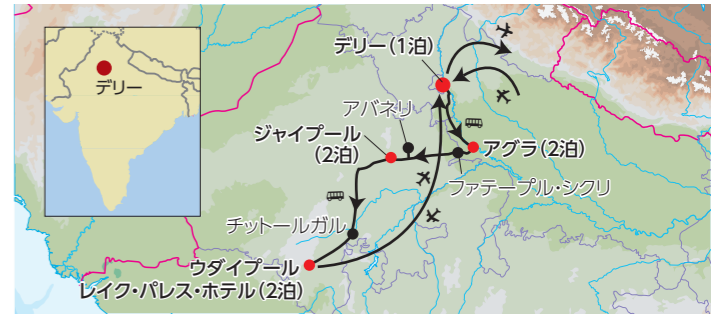 デリー
デリー(1泊)
アバネリ
ジャイプール
(2泊)
アグラ(2泊)
ファテープル・シクリ
チットールガル
ウダイプール
レイク・パレス・ホテル(2泊)